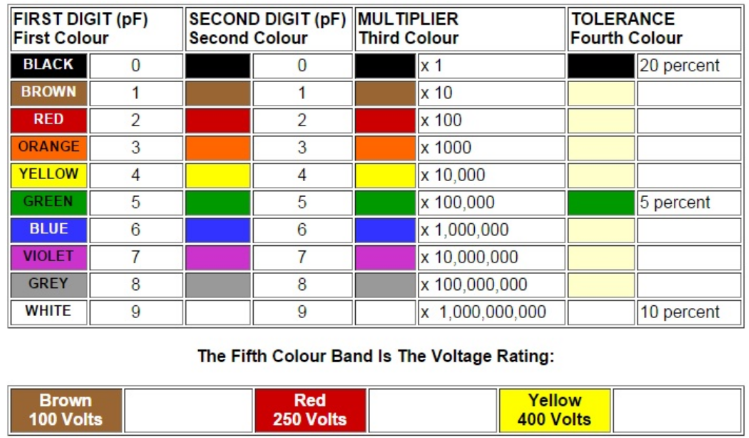 FIRST DIGIT (pF) SECOND DIGIT (pF) MULTIPLIER TOLERANCE
First Colour Second Colour Third Colour Fourth Colour
BLACK 0 0 x 1 20 percent
BROWN 1 1 x 10
RED 2 2 x 100
ORANGE 3 3 x 1000
YELLOW 4 4 x 10,000
GREEN 5 5 x 100,000 5 percent
BLUE 6 6 x 1,000,000
VIOLET 7 7 x 10,000,000
GREY 8 8 x 100,000,000
WHITE 9 9 x 1,000,000,000 10 percent
The Fifth Colour Band Is The Voltage Rating:
Brown Red Yellow
100 Volts 250 Volts 400 Volts